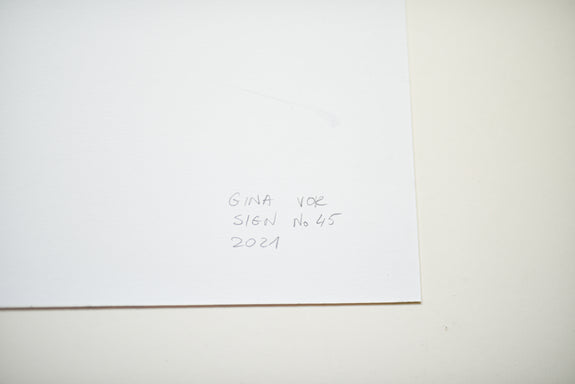 GINA VOR
SIGN No 45
2021